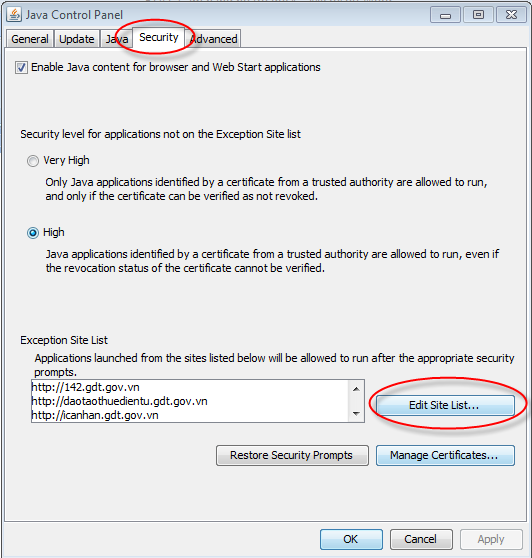 Java Control Panel
General Update Java Security Advanced
Enable Java content for browser and Web Start applications
Security level for applications not on the Exception Site list
Very High
Only Java applications identified by a certificate from a trusted authority are allowed to run,
and only if the certificate can be verified as not revoked.
High
Java applications identified by a certificate from a trusted authority are allowed to run, even if
the revocation status of the certificate cannot be verified.
Exception Site List
Applications launched from the sites listed below will be allowed to run after the appropriate security
prompts.
http://142.gdt.gov.vn
http://daotaothuedientu.gdt.gov.vn
http://icanhan.gdt.gov.vn
Edit Site List...
Restore Security Prompts Manage Certificates...
OK Cancel Apply